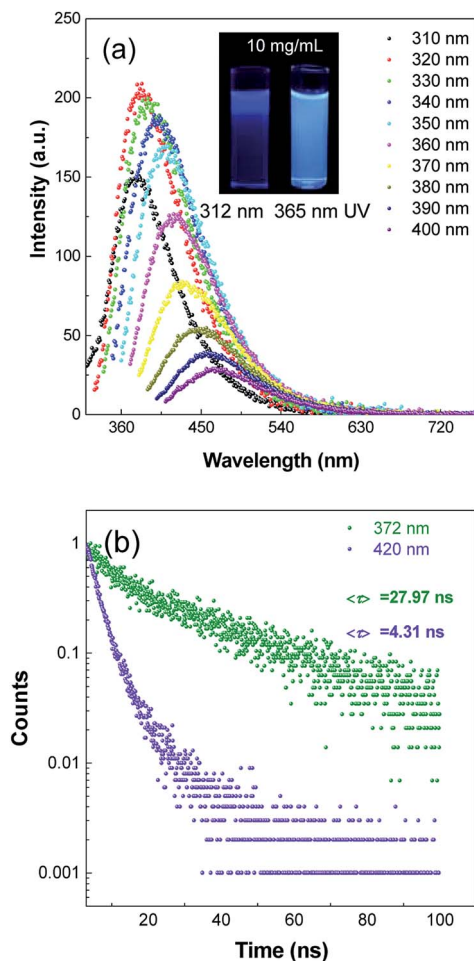 (a)
10 mg/mL
312 nm 365 nm UV
310 nm
320 nm
330 nm
340 nm
350 nm
360 nm
370 nm
380 nm
390 nm
400 nm
250
200
150
100
50
0
Intensity (a.u.)
360 450 540 630 720
Wavelength (nm)
(b)
372 nm
420 nm
<τ> =27.97 ns
<τ> =4.31 ns
1
0.1
0.01
0.001
Counts
20 40 60 80 100
Time (ns)